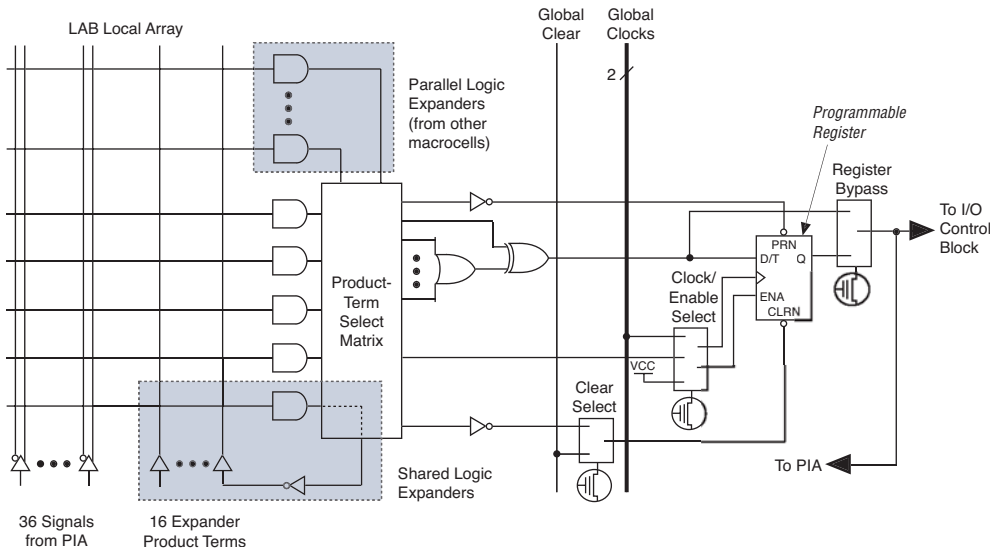 LAB Local Array
Global
Clear
Global
Clocks
2
Parallel Logic
Expanders
(from other
macrocells)
Programmable
Register
Register
Bypass
To I/O
Control
Block
PRN
D/T
Q
ENA
CLRN
Clock/
Enable
Select
Product-
Term
Select
Matrix
VCC
Clear
Select
To PIA
Shared Logic
Expanders
36 Signals
from PIA
16 Expander
Product Terms